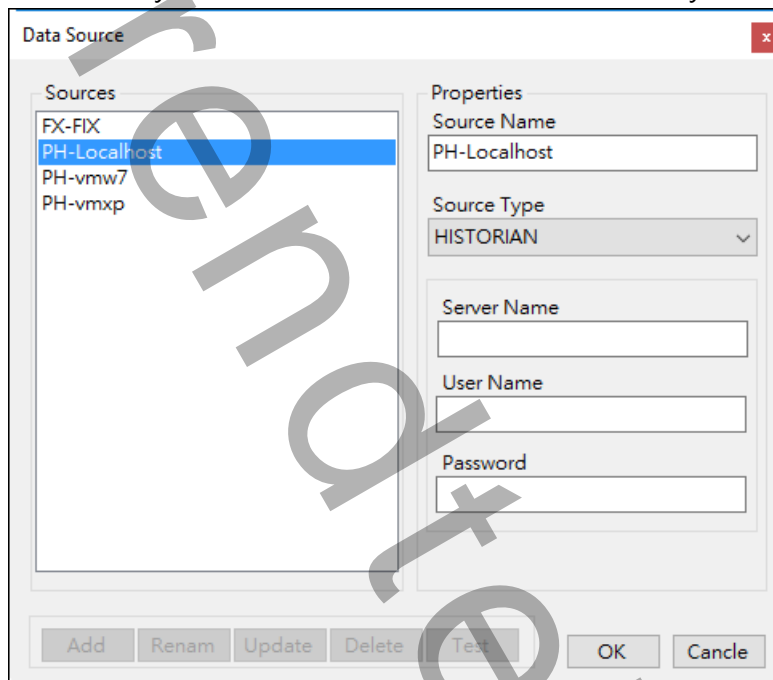 Data Source
x
Sources
FX-FIX
PH-Localhost
PH-vmw7
PH-vmxp
Properties
Source Name
PH-Localhost
Source Type
HISTORIAN
Server Name
User Name
Password
Add Renam Update Delete Test
OK Cancle
endte